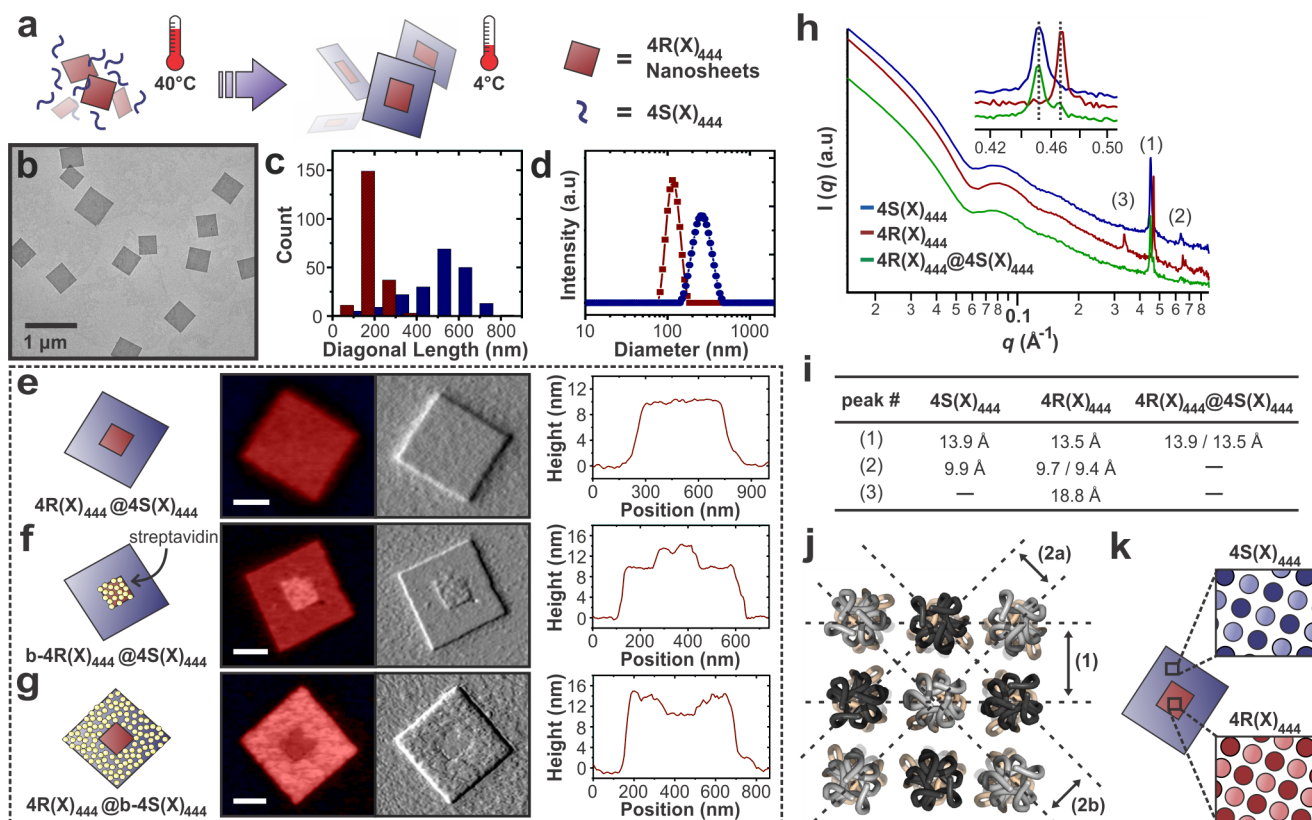 a
40°C
4°C
= 4R(X)444
Nanosheets
= 4S(X)444
b
1 µm
c
150
100
50
0
Count
200 400 600 800
Diagonal Length (nm)
d
Intensity (a.u)
10 100 1000
Diameter (nm)
e
4R(X)444@4S(X)444
Height (nm)
12
8
4
0
0 300 600 900
Position (nm)
f
streptavidin
b-4R(X)444@4S(X)444
Height (nm)
16
12
8
4
0
0 200 400 600
Position (nm)
g
4R(X)444@b-4S(X)444
Height (nm)
16
12
8
4
0
0 200 400 600 800
Position (nm)
h
I (q) (a.u)
0.42 0.46 0.50
(1)
(3)
(2)
4S(X)444
4R(X)444
4R(X)444@4S(X)444
2 3 4 5 6 7 8 0.1 2 3 4 5 6 7 8
q (Å-1)
i
peak # 4S(X)444 4R(X)444 4R(X)444@4S(X)444
(1) 13.9 Å 13.5 Å 13.9 / 13.5 Å
(2) 9.9 Å 9.7 / 9.4 Å —
(3) — 18.8 Å —
j
(2a)
(1)
(2b)
k
4S(X)444
4R(X)444